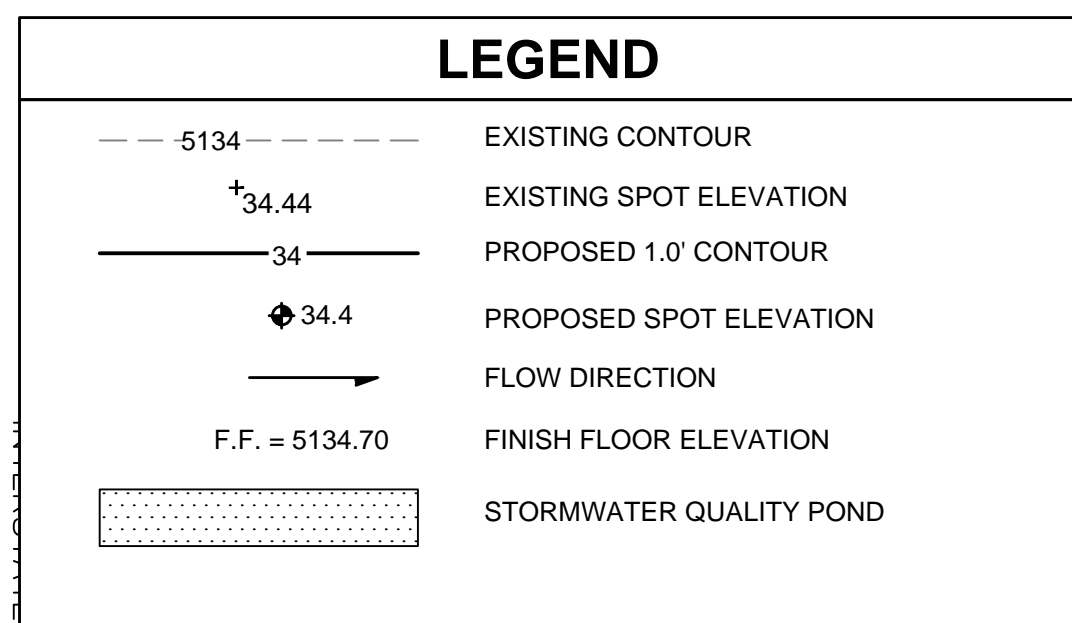 LEGEND
5134 EXISTING CONTOUR
34.44 EXISTING SPOT ELEVATION
34 PROPOSED 1.0' CONTOUR
34.4 PROPOSED SPOT ELEVATION
FLOW DIRECTION
F.F. = 5134.70 FINISH FLOOR ELEVATION
STORMWATER QUALITY POND